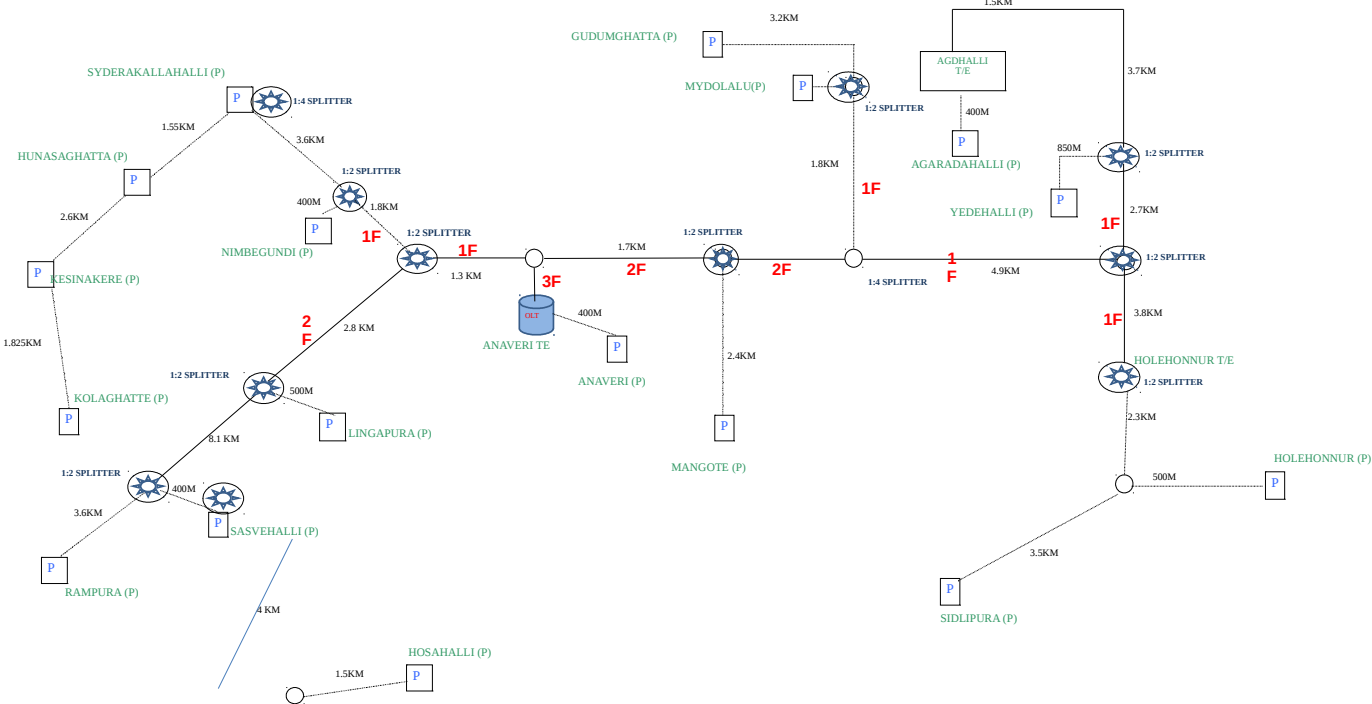 1.5KM
3.2KM
GUDUMGHATTA (P)
P
AGDHALLI
T/E
3.7KM
SYDERAKALLAHALLI (P)
MYDOLALU(P)
P
P
1:4 SPLITTER
1:2 SPLITTER
400M
1.55KM
3.6KM
P
850M
1:2 SPLITTER
HUNASAGHATTA (P)
1.8KM
AGARADAHALLI (P)
1:2 SPLITTER
P
1F
400M
1.8KM
P
YEDEHALLI (P)
2.7KM
2.6KM
P
1F
1F
1:2 SPLITTER
1:2 SPLITTER
NIMBEGUNDI (P)
1F
1.7KM
1
F
1:2 SPLITTER
P
KESINAKERE (P)
1.3 KM
3F
2F
2F
4.9KM
1:4 SPLITTER
OLT
400M
1F
3.8KM
2
F
2.8 KM
1.825KM
ANAVERI TE
P
2.4KM
HOLEHONNUR T/E
1:2 SPLITTER
ANAVERI (P)
1:2 SPLITTER
500M
KOLAGHATTE (P)
P
2.3KM
P
LINGAPURA (P)
P
8.1 KM
MANGOTE (P)
HOLEHONNUR (P)
1:2 SPLITTER
400M
500M
P
3.6KM
P
SASVEHALLI (P)
3.5KM
P
RAMPURA (P)
P
SIDLIPURA (P)
4 KM
HOSAHALLI (P)
1.5KM
P